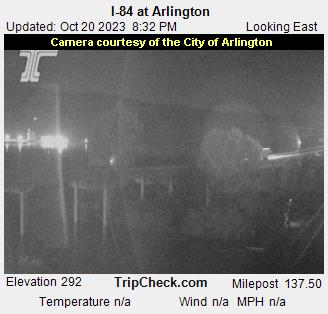 I-84 at Arlington
Updated: Oct 20 2023 8:32 PM Looking East
Camera courtesy of the City of Arlington
Elevation 292 TripCheck.com Milepost 137.50
Temperature n/a Wind n/a MPH n/a